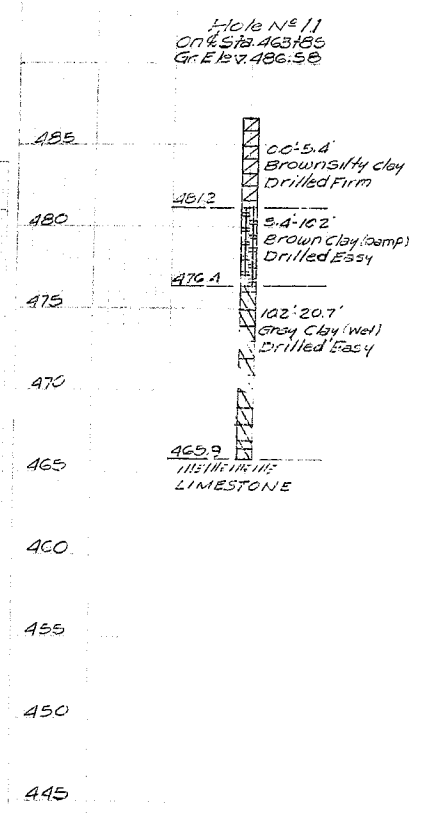 Hole Nº 11
On ℄ Sta. 463+85
Gr. Elev. 486.58
485
0.0'-5.4'
Brown Silty Clay
Drilled Firm
481.2
480
5.4'-10.2'
Brown Clay (Damp)
Drilled Easy
476.4
475
10.2'-20.7'
Gray Clay (Wet)
Drilled Easy
470
465.9
465
LIMESTONE
460
455
450
445